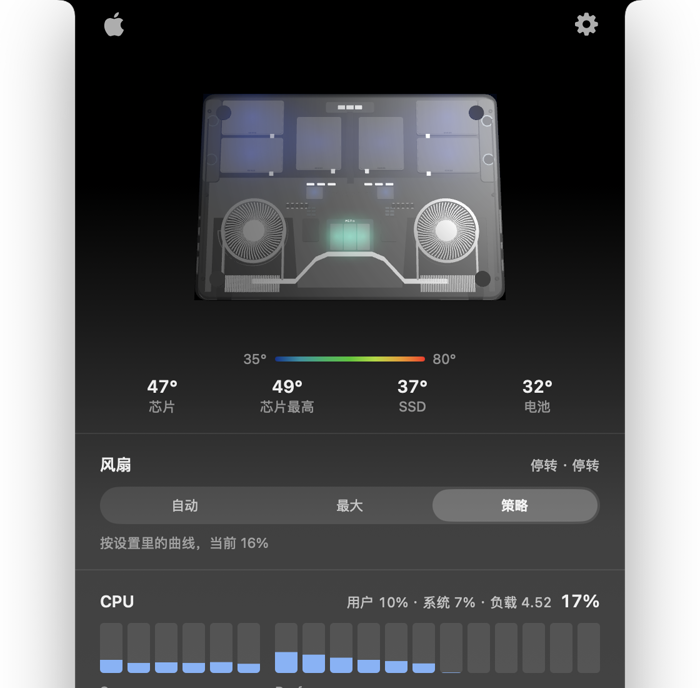 35° 80°
47° 49° 37° 32°
芯片 芯片最高 SSD 电池
风扇 停转 · 停转
自动 最大 策略
按设置里的曲线，当前 16%
CPU 用户 10% · 系统 7% · 负载 4.52 17%